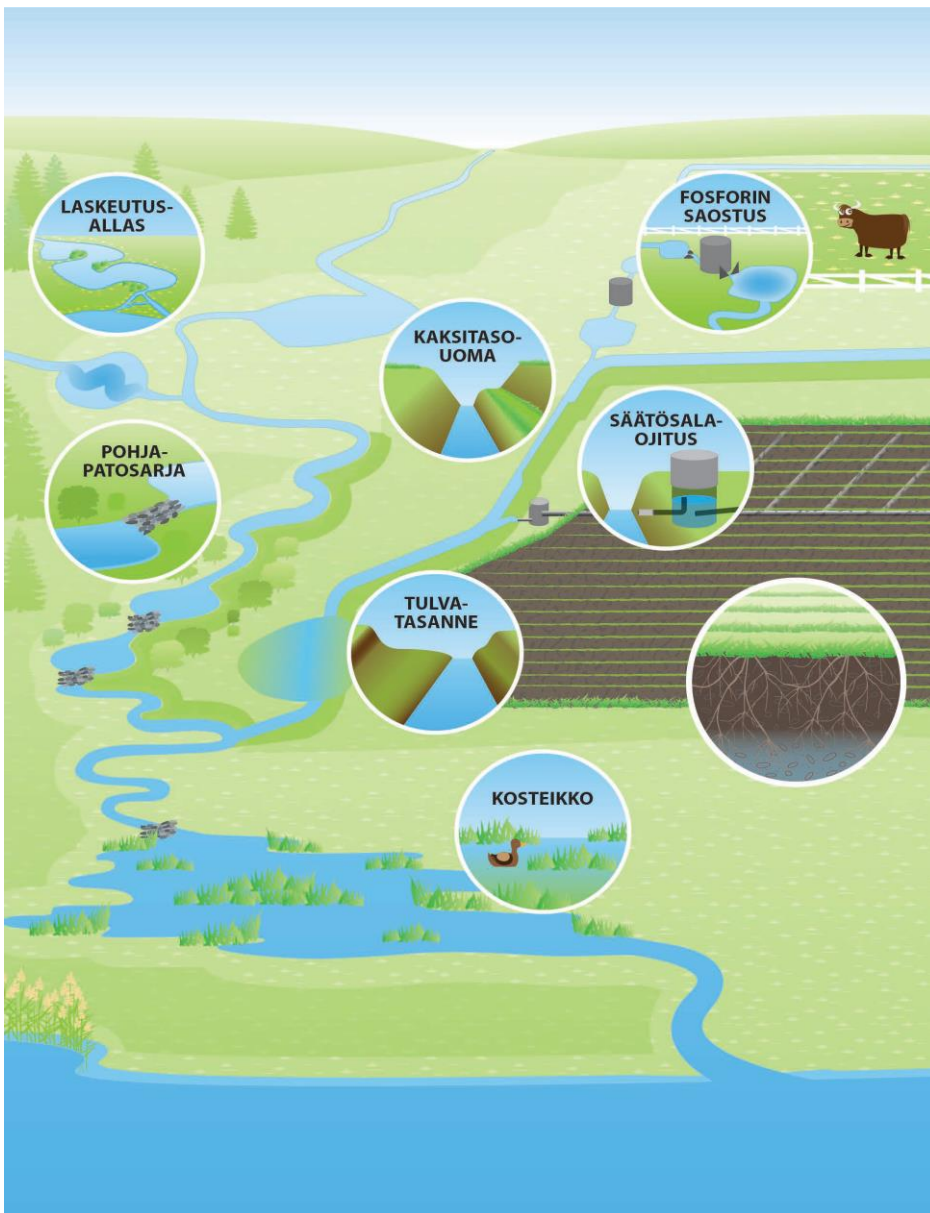 LASKEUTUS-
ALLAS
FOSFORIN
SAOSTUS
KAKSITASO-
UOMA
SÄÄTÖSALA-
OJITUS
POHJA-
PATOSARJA
TULVA-
TASANNE
KOSTEIKKO